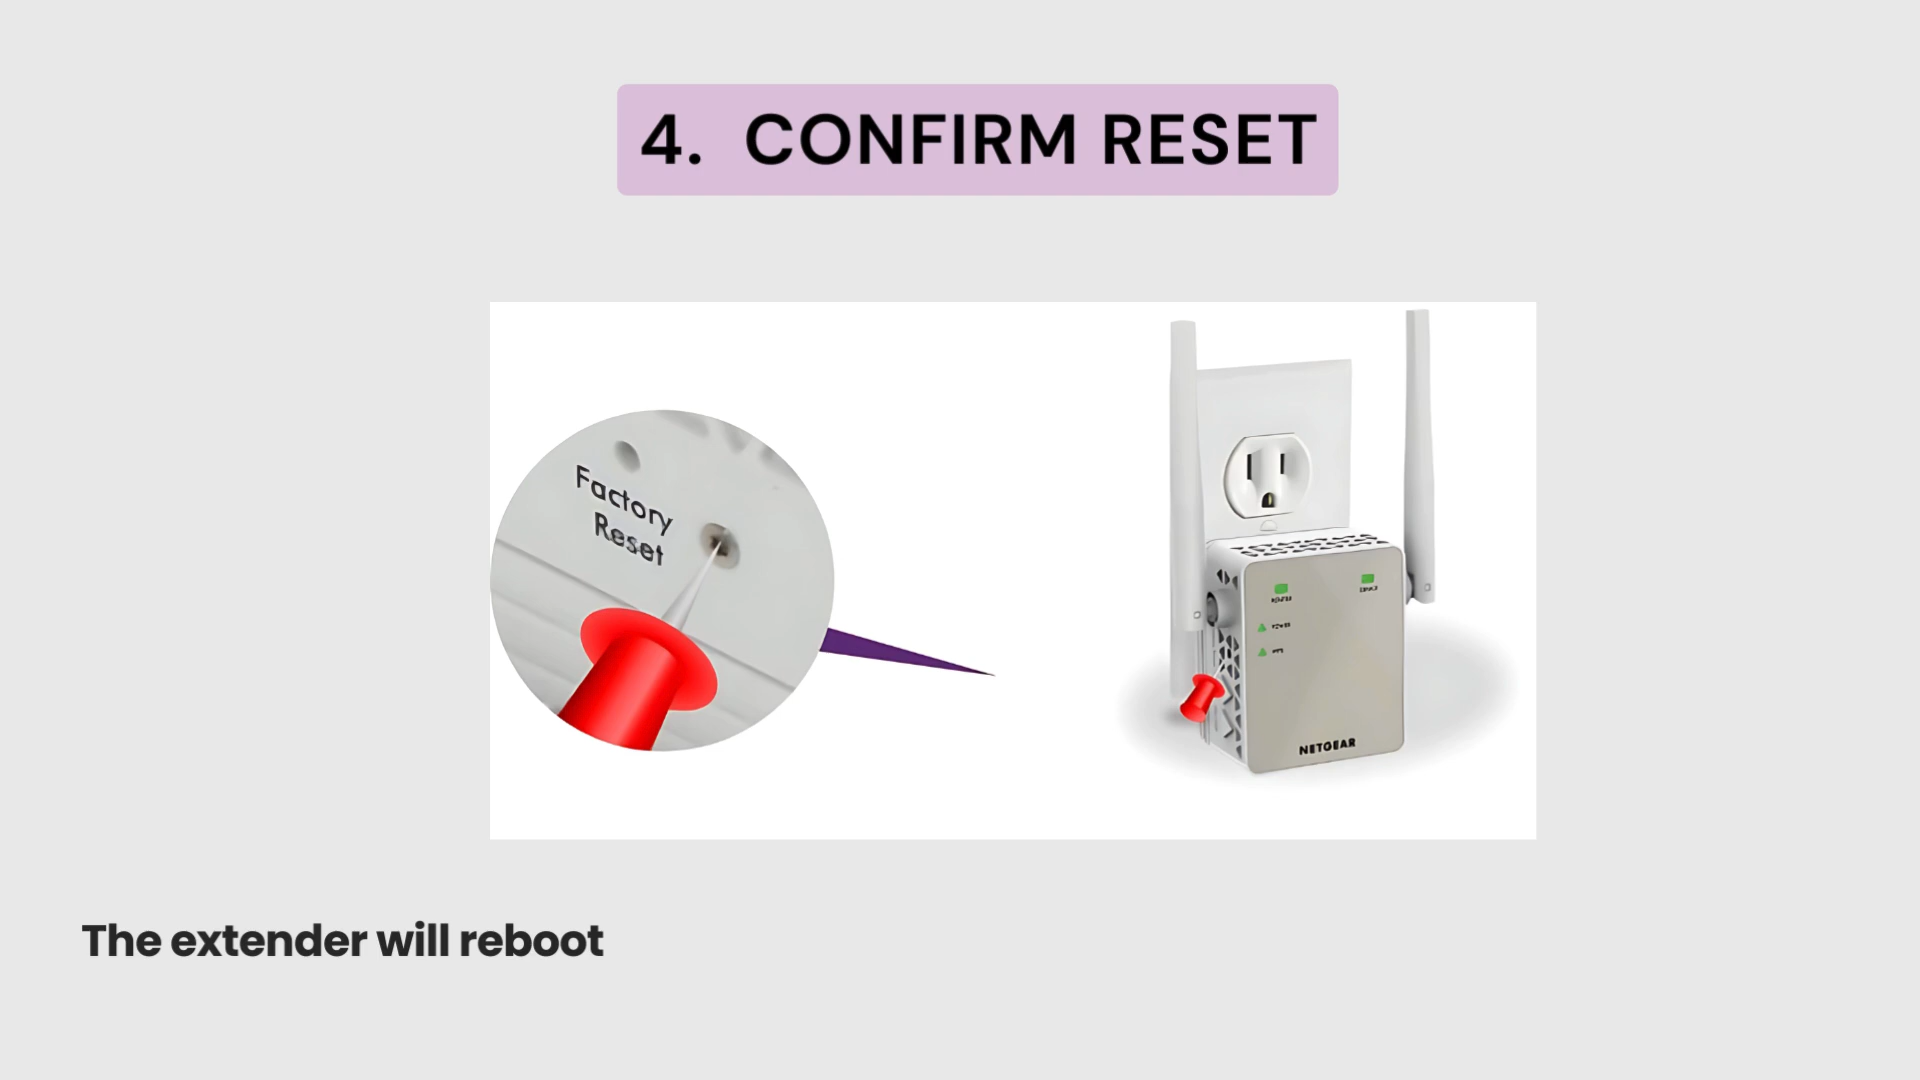 4. CONFIRM RESET
Factory
Reset
NETGEAR
The extender will reboot